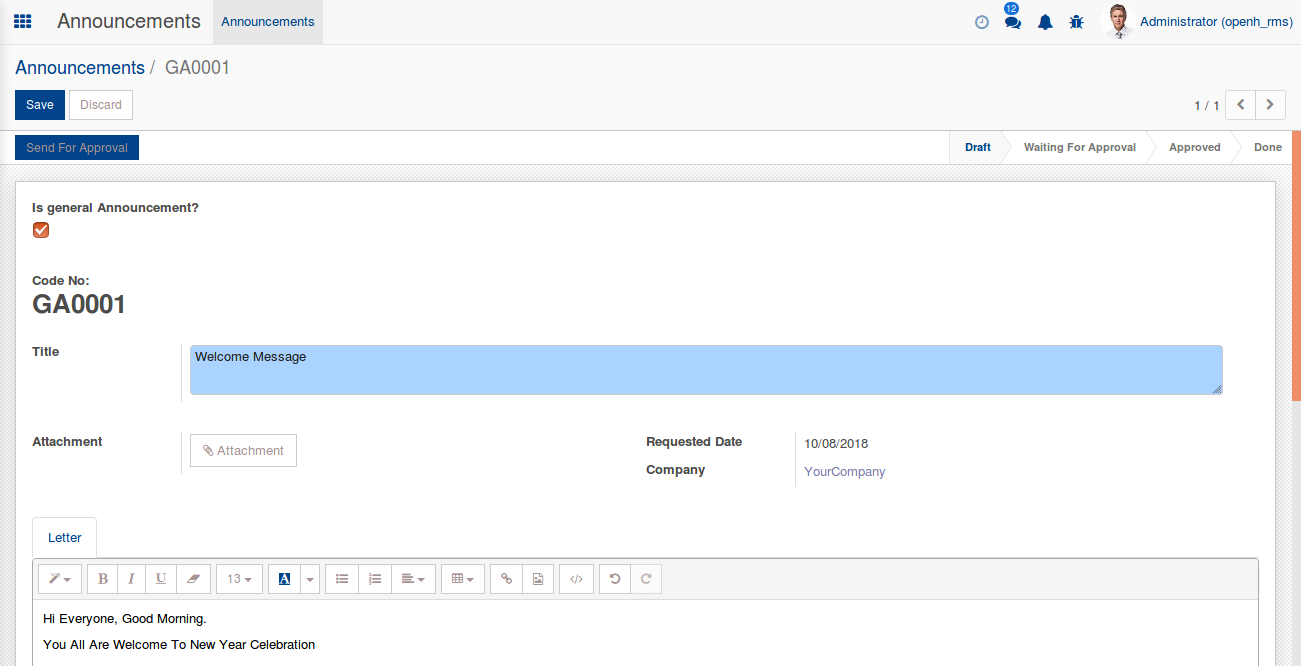 Announcements Announcements 12 Administrator (openh_rms)
Announcements / GA0001
Save Discard 1 / 1
Send For Approval Draft Waiting For Approval Approved Done
Is general Announcement?
Code No:
GA0001
Title Welcome Message
Attachment Attachment Requested Date 10/08/2018
Company YourCompany
Letter
B I U 13 A </>
Hi Everyone, Good Morning.
You All Are Welcome To New Year Celebration